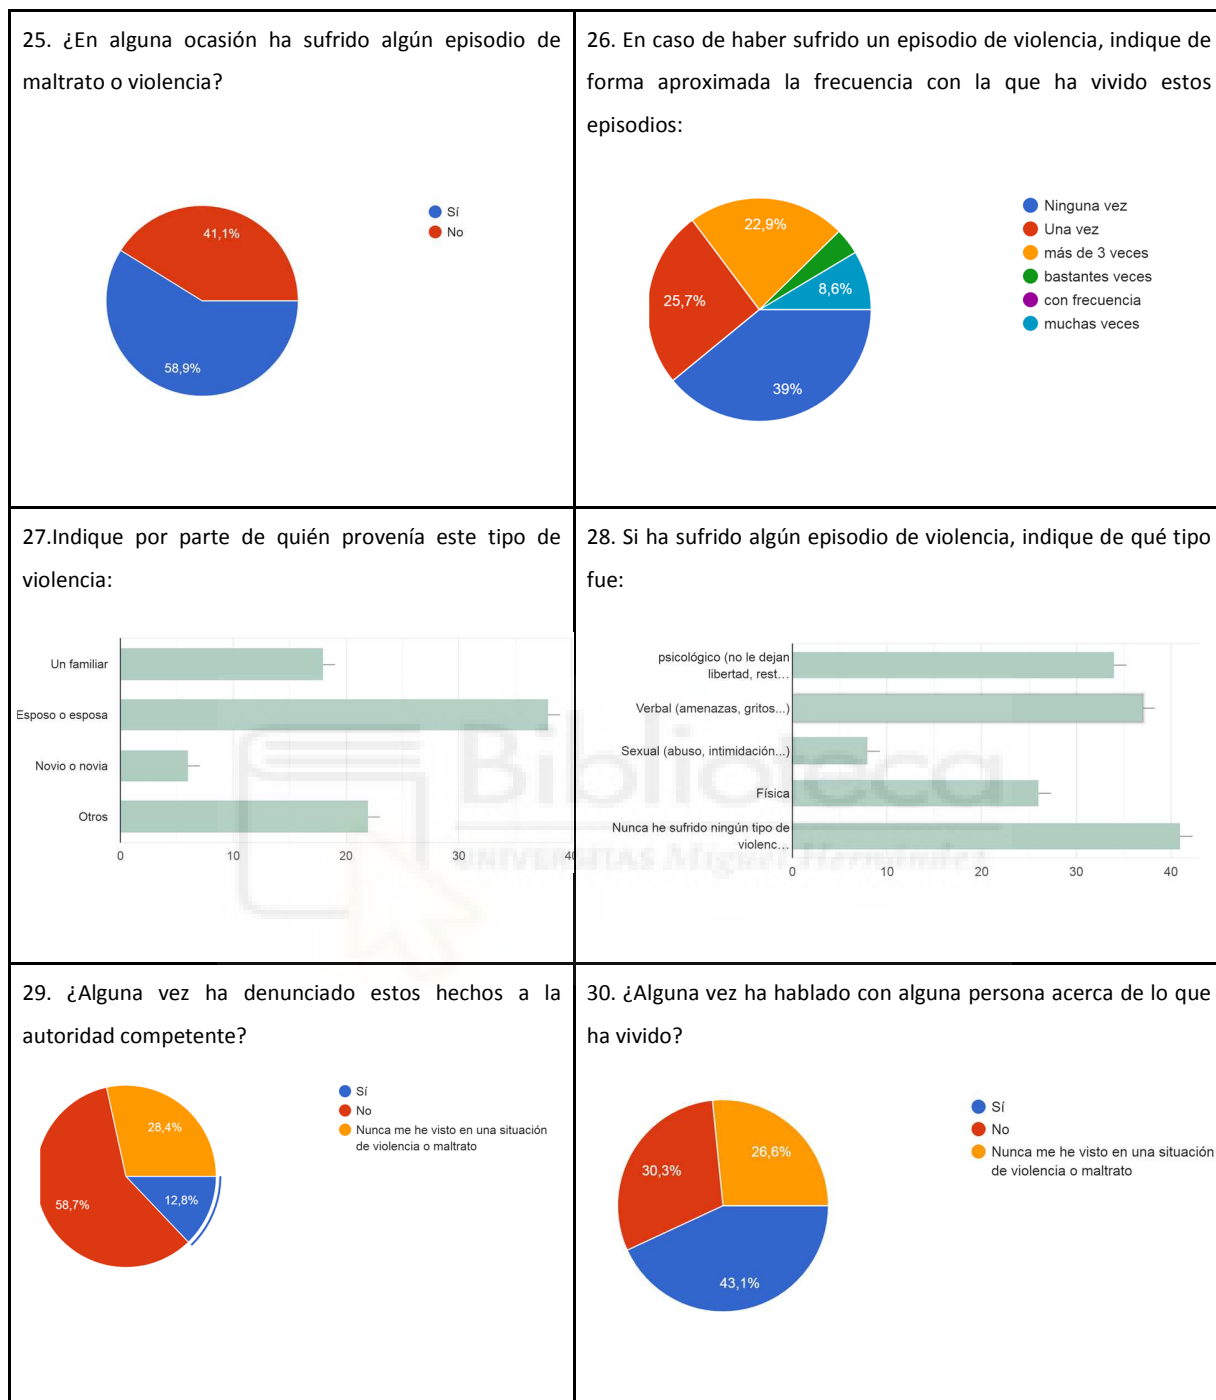 25. ¿En alguna ocasión ha sufrido algún episodio de
maltrato o violencia?
41,1%
58,9%
Sí
No
26. En caso de haber sufrido un episodio de violencia, indique de
forma aproximada la frecuencia con la que ha vivido estos
episodios:
22,9%
25,7%
8,6%
39%
Ninguna vez
Una vez
más de 3 veces
bastantes veces
con frecuencia
muchas veces
27.Indique por parte de quién provenía este tipo de
violencia:
Un familiar
Esposo o esposa
Novio o novia
Otros
0 10 20 30 40
28. Si ha sufrido algún episodio de violencia, indique de qué tipo
fue:
psicológico (no le dejan
libertad, rest...
Verbal (amenazas, gritos...)
Sexual (abuso, intimidación...)
Física
Nunca he sufrido ningún tipo de
violenc...
0 10 20 30 40
Biblioteca
UNIVERSITAS Miguel Hernández
29. ¿Alguna vez ha denunciado estos hechos a la
autoridad competente?
28,4%
58,7%
12,8%
Sí
No
Nunca me he visto en una situación
de violencia o maltrato
30. ¿Alguna vez ha hablado con alguna persona acerca de lo que
ha vivido?
30,3%
26,6%
43,1%
Sí
No
Nunca me he visto en una situación
de violencia o maltrato